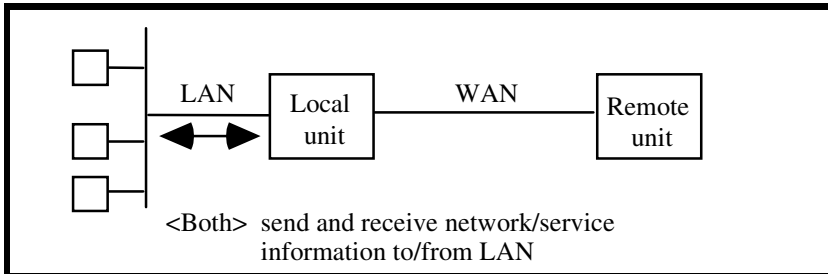 LAN
Local
unit
WAN
Remote
unit
<Both> send and receive network/service
information to/from LAN